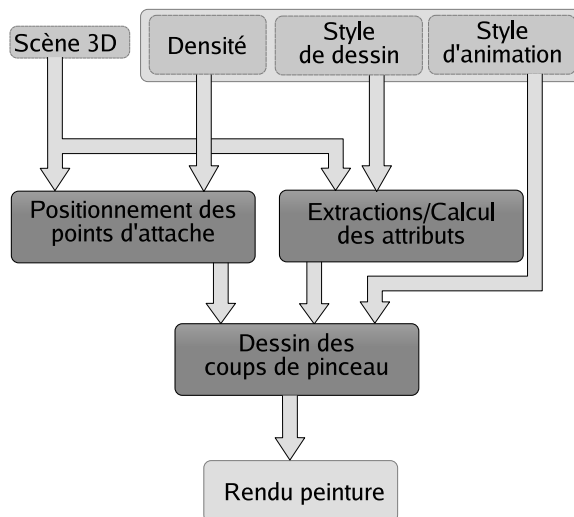 Scène 3D
Densité
Style
de dessin
Style
d'animation
Positionnement des
points d'attache
Extractions/Calcul
des attributs
Dessin des
coups de pinceau
Rendu peinture